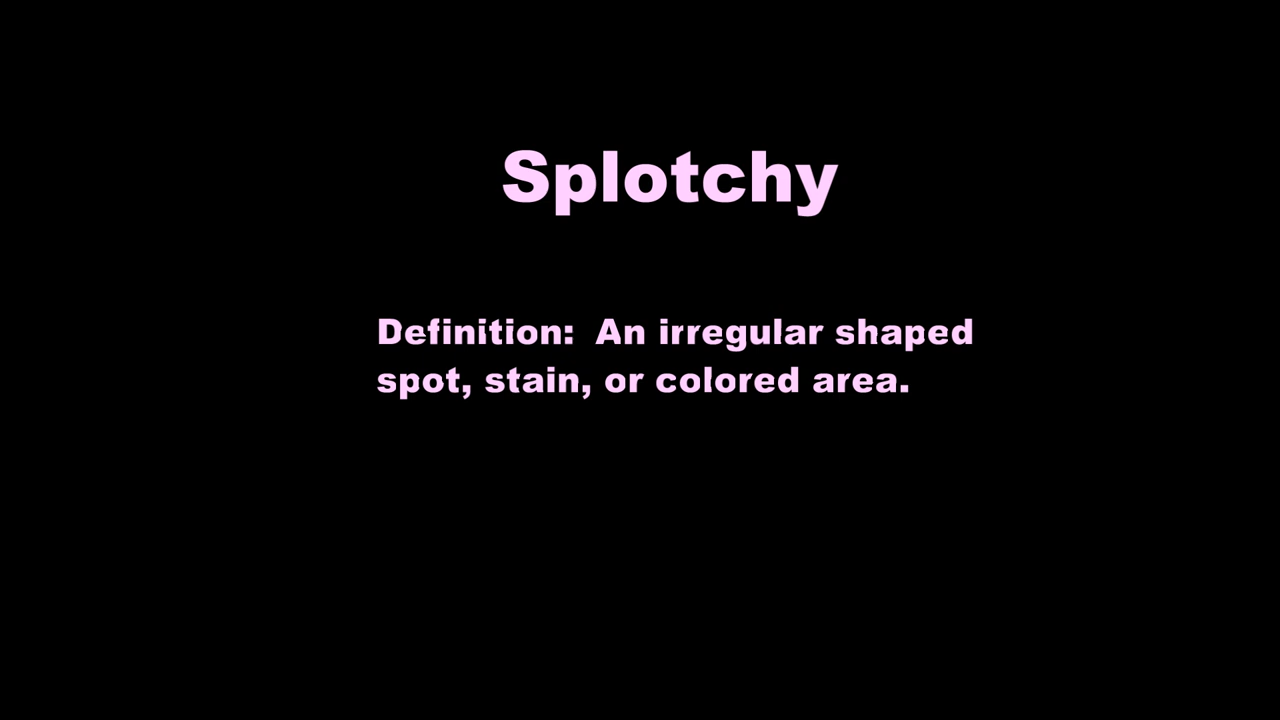 Splotchy
Definition:  An irregular shaped
spot, stain, or colored area.